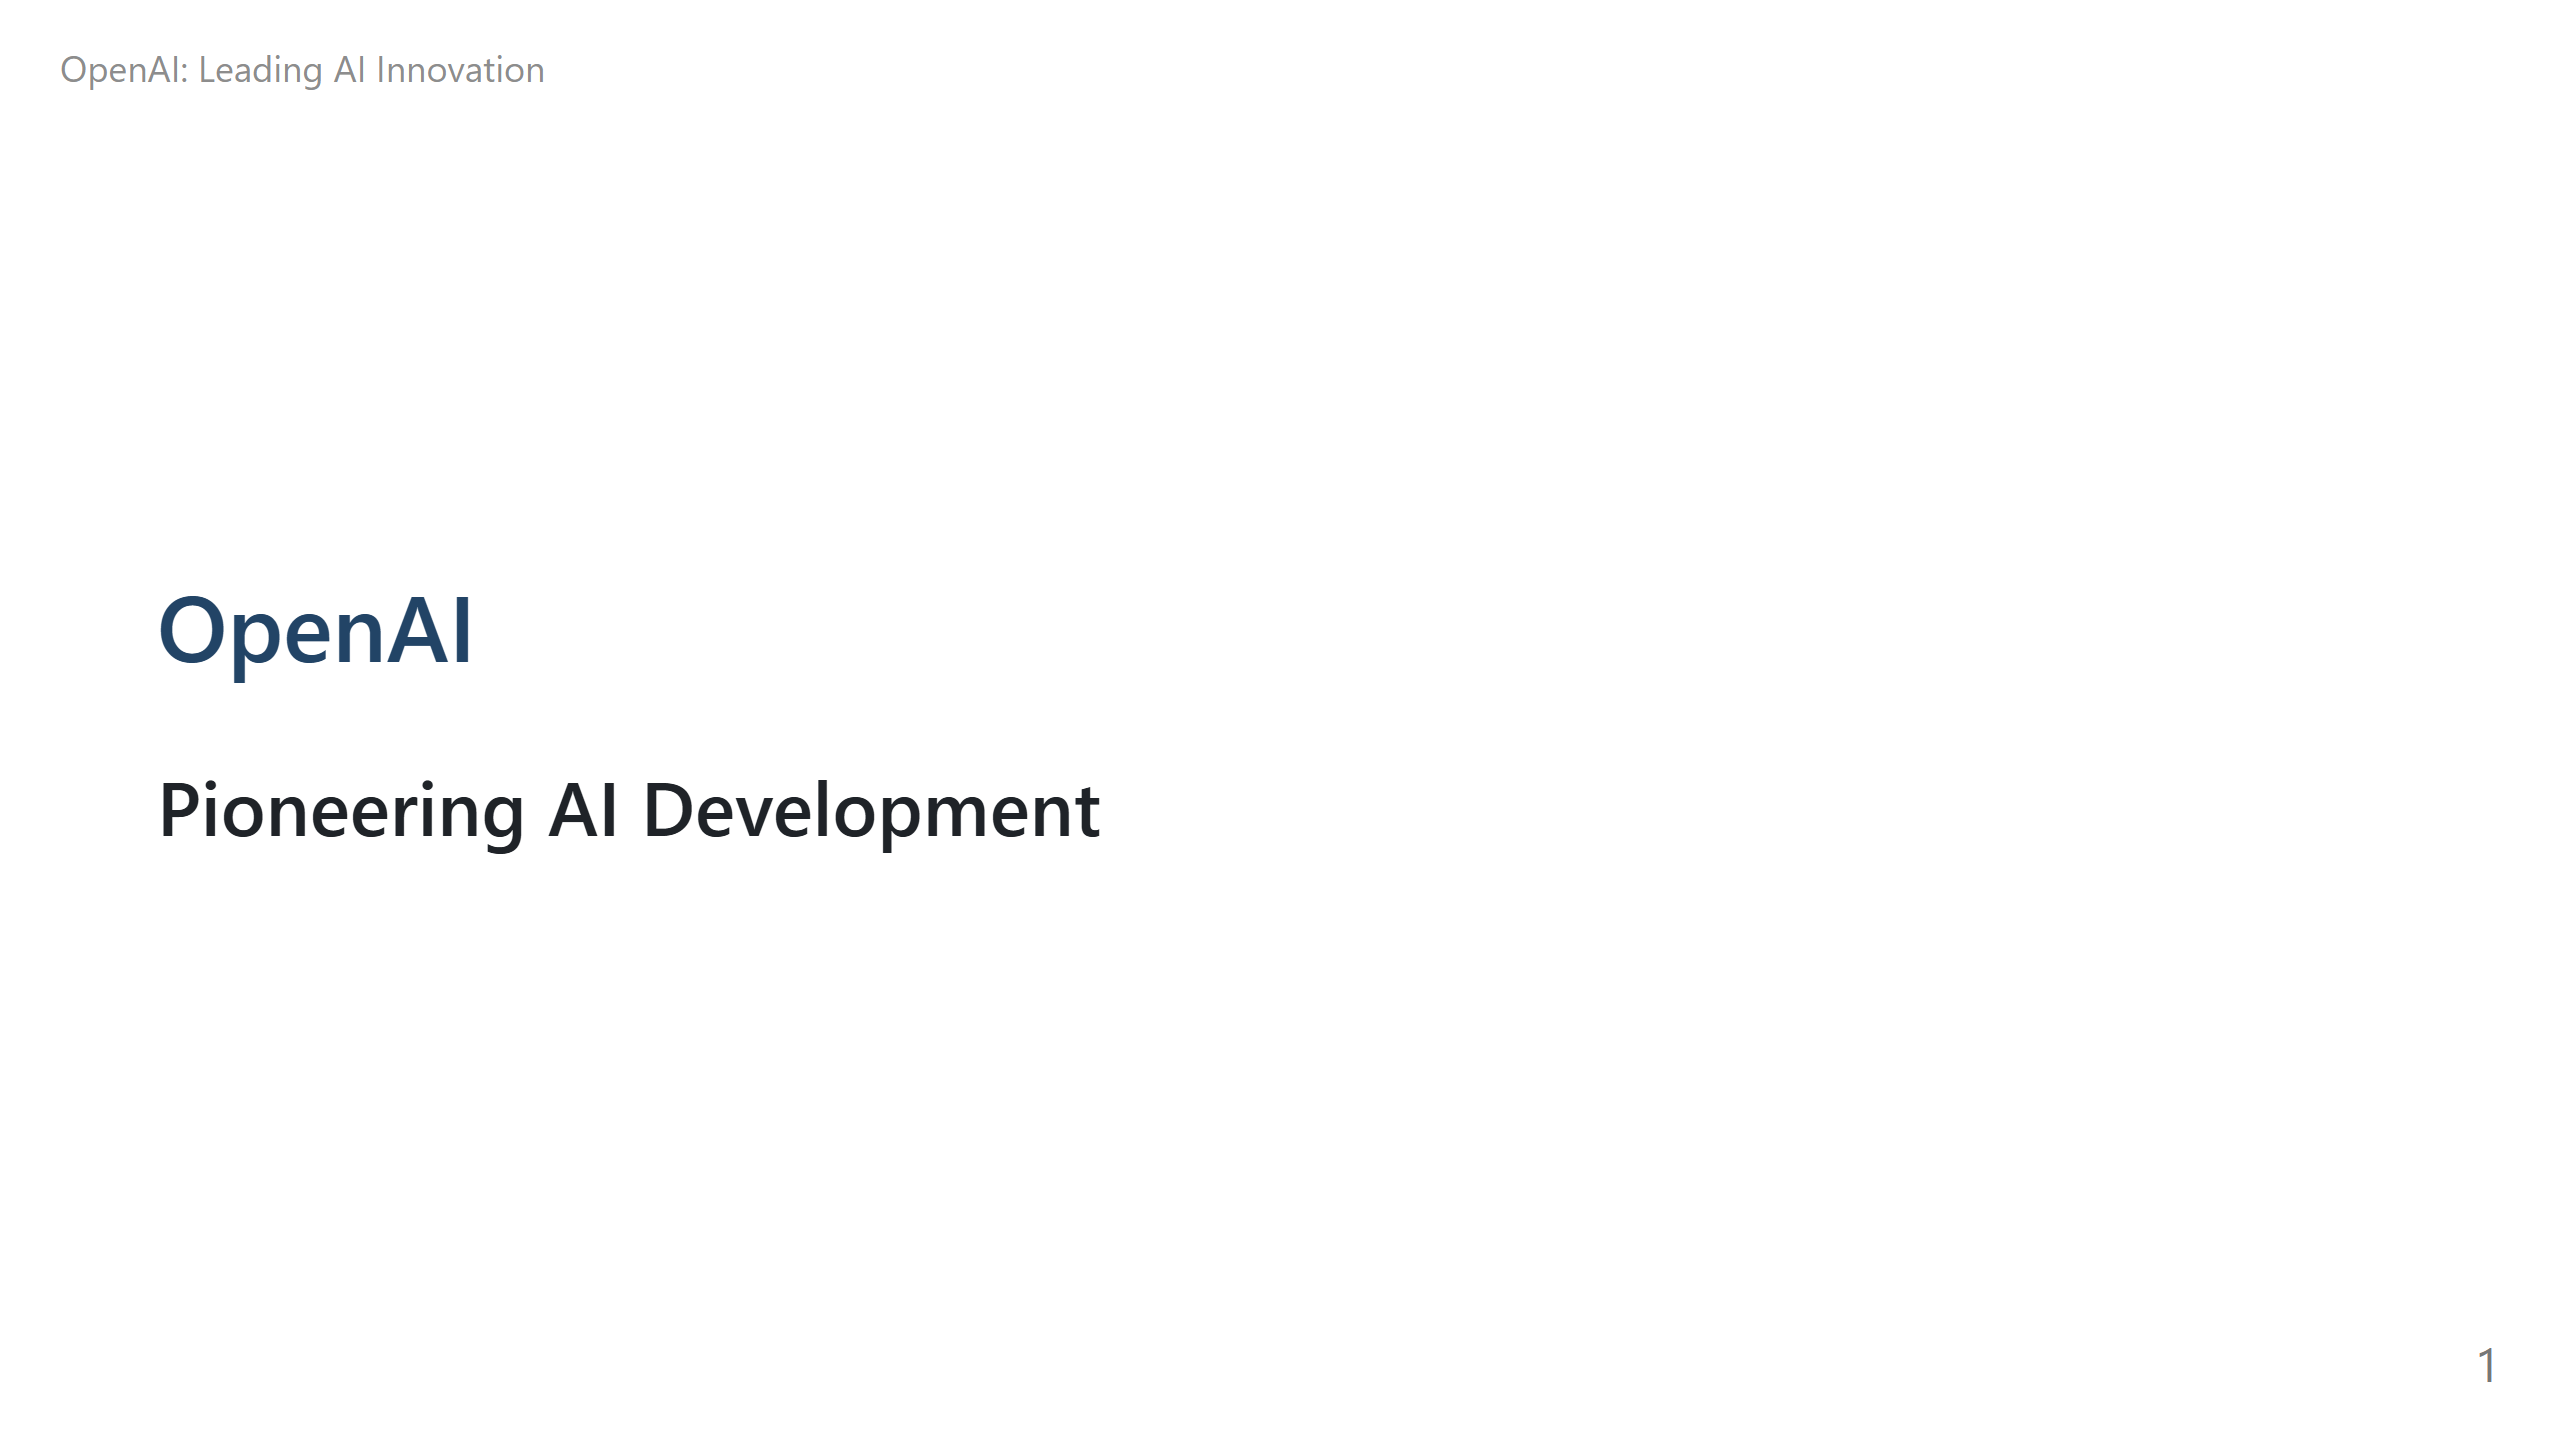 OpenAI: Leading AI Innovation
OpenAI
Pioneering AI Development
1